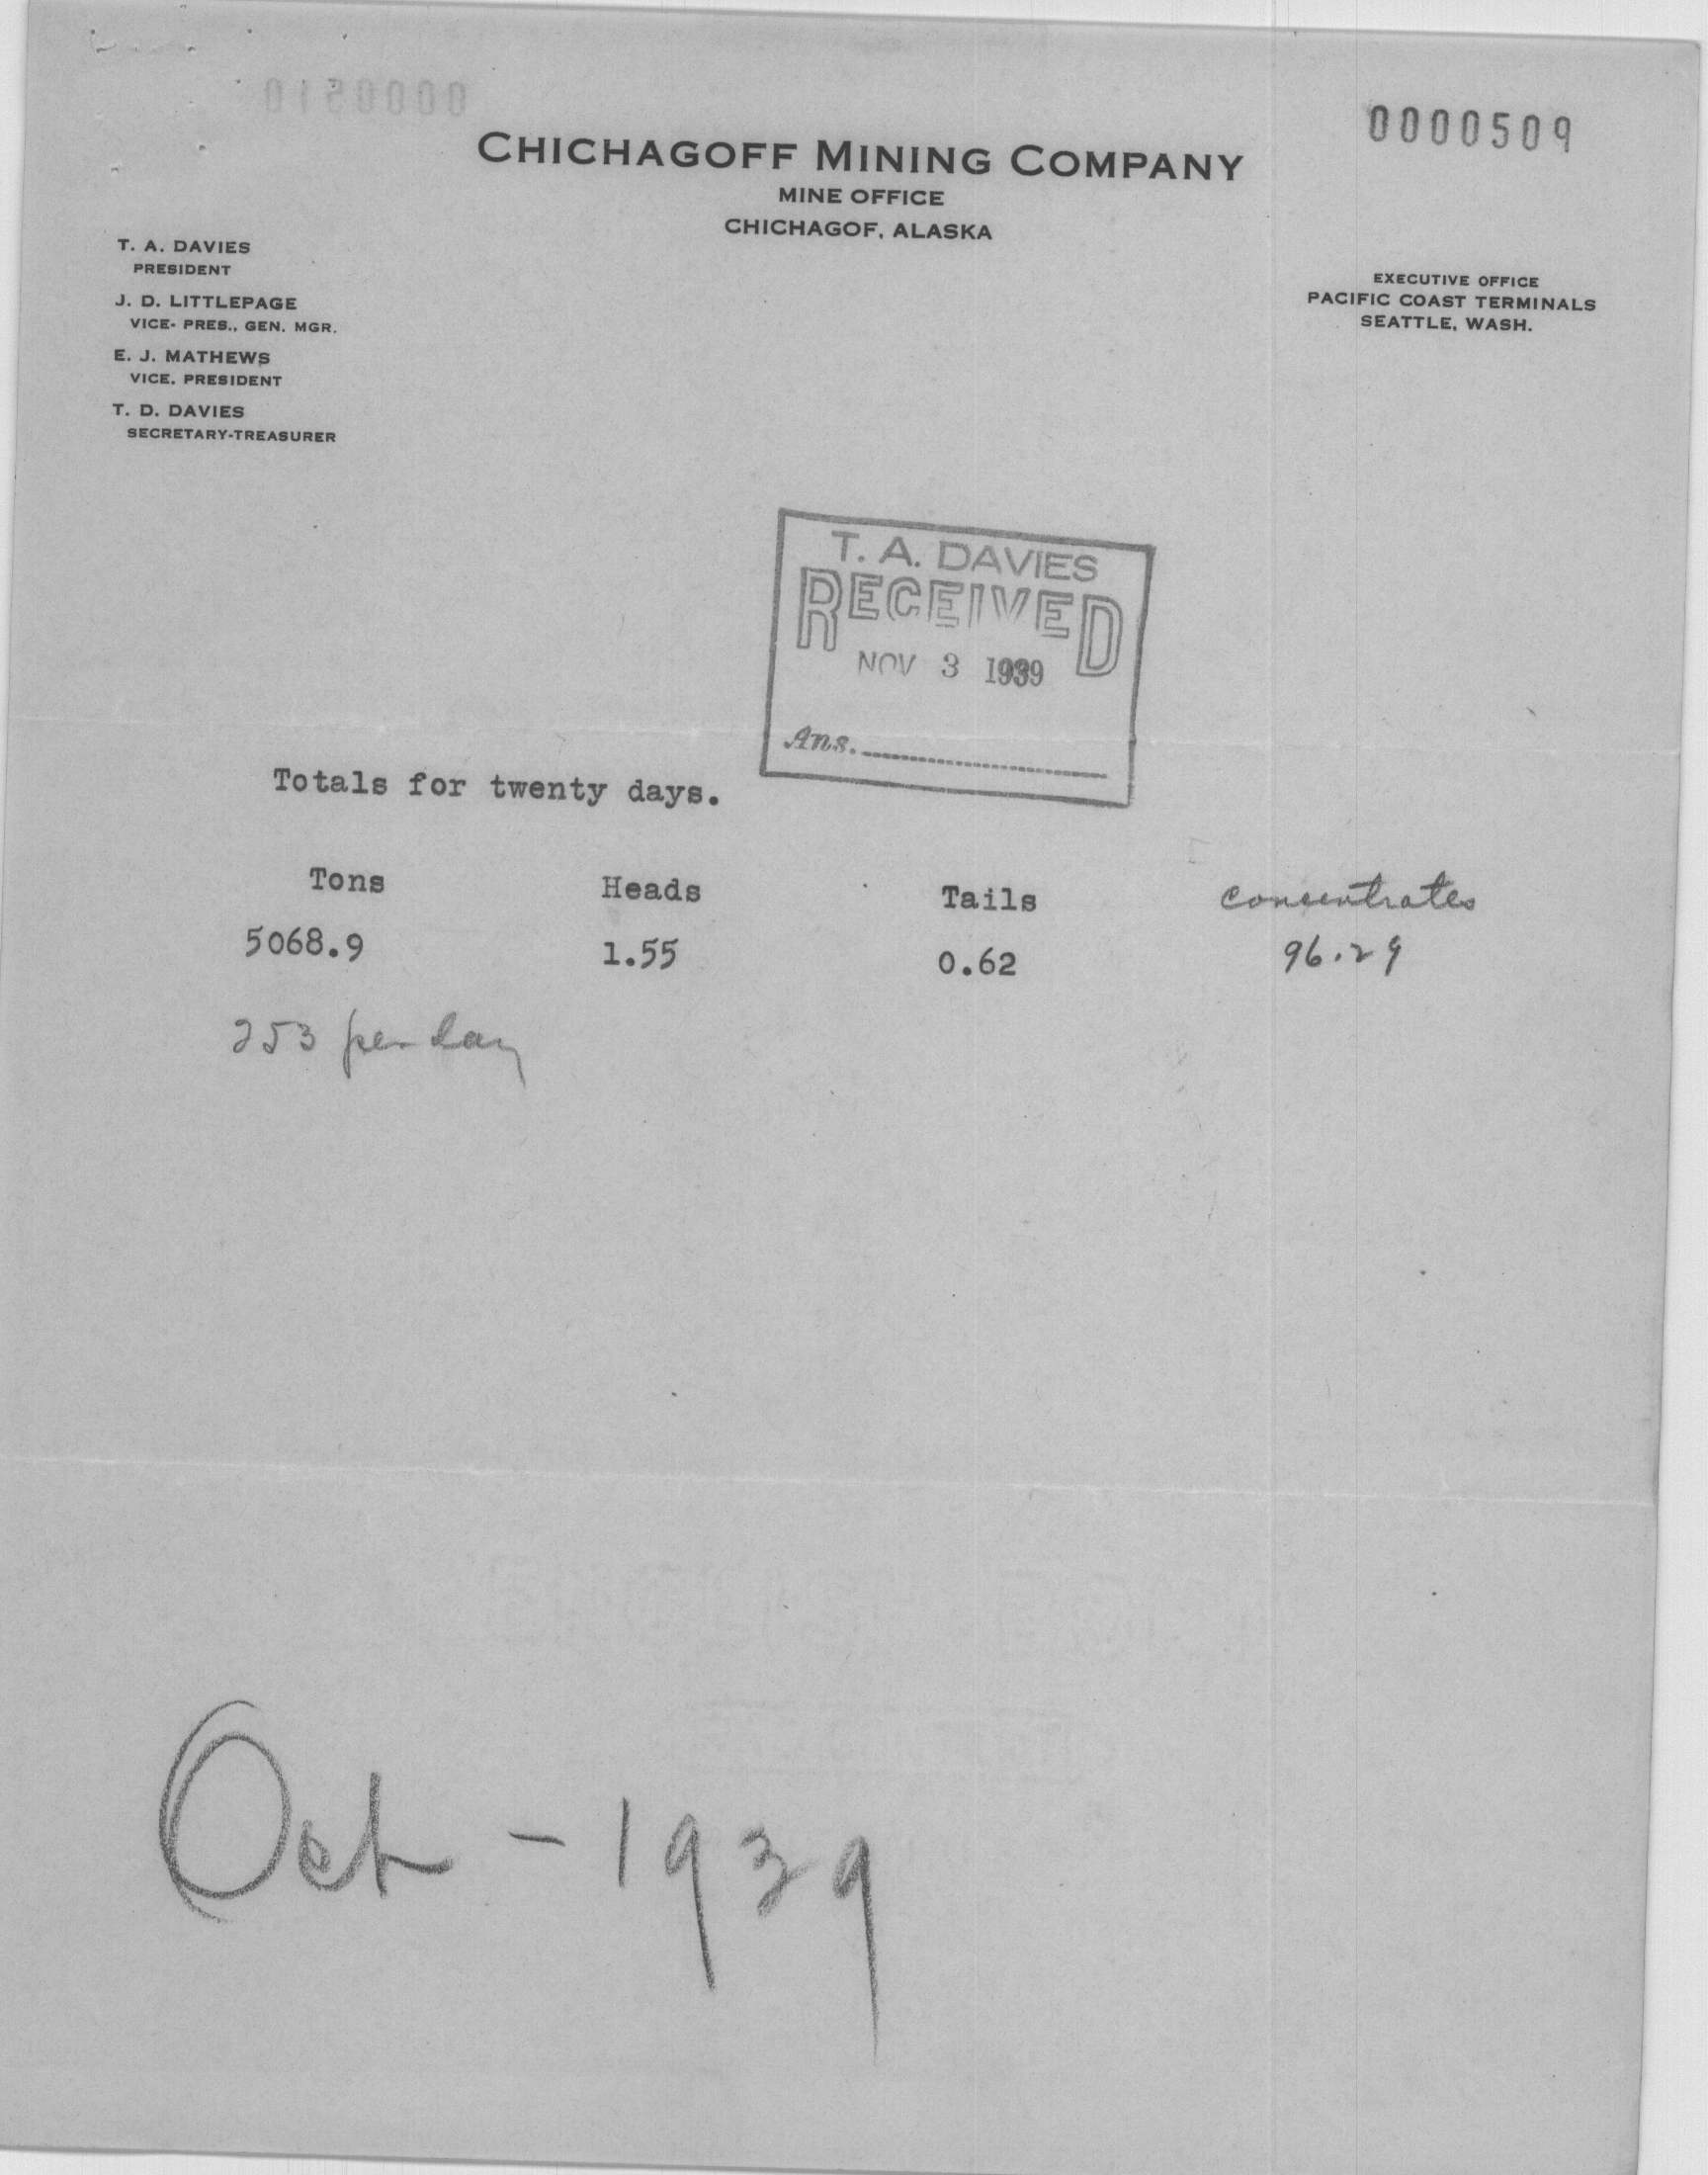 0000510
0000509
CHICHAGOFF MINING COMPANY
MINE OFFICE
CHICHAGOF, ALASKA
T. A. DAVIES
PRESIDENT
J. D. LITTLEPAGE
VICE- PRES., GEN. MGR.
E. J. MATHEWS
VICE. PRESIDENT
T. D. DAVIES
SECRETARY-TREASURER
EXECUTIVE OFFICE
PACIFIC COAST TERMINALS
SEATTLE, WASH.
T. A. DAVIES
RECEIVED
NOV 3 1939
Ans.
Totals for twenty days.
Tons Heads Tails concentrates
5068.9 1.55 0.62 96.29
253 per day
Oct - 1939